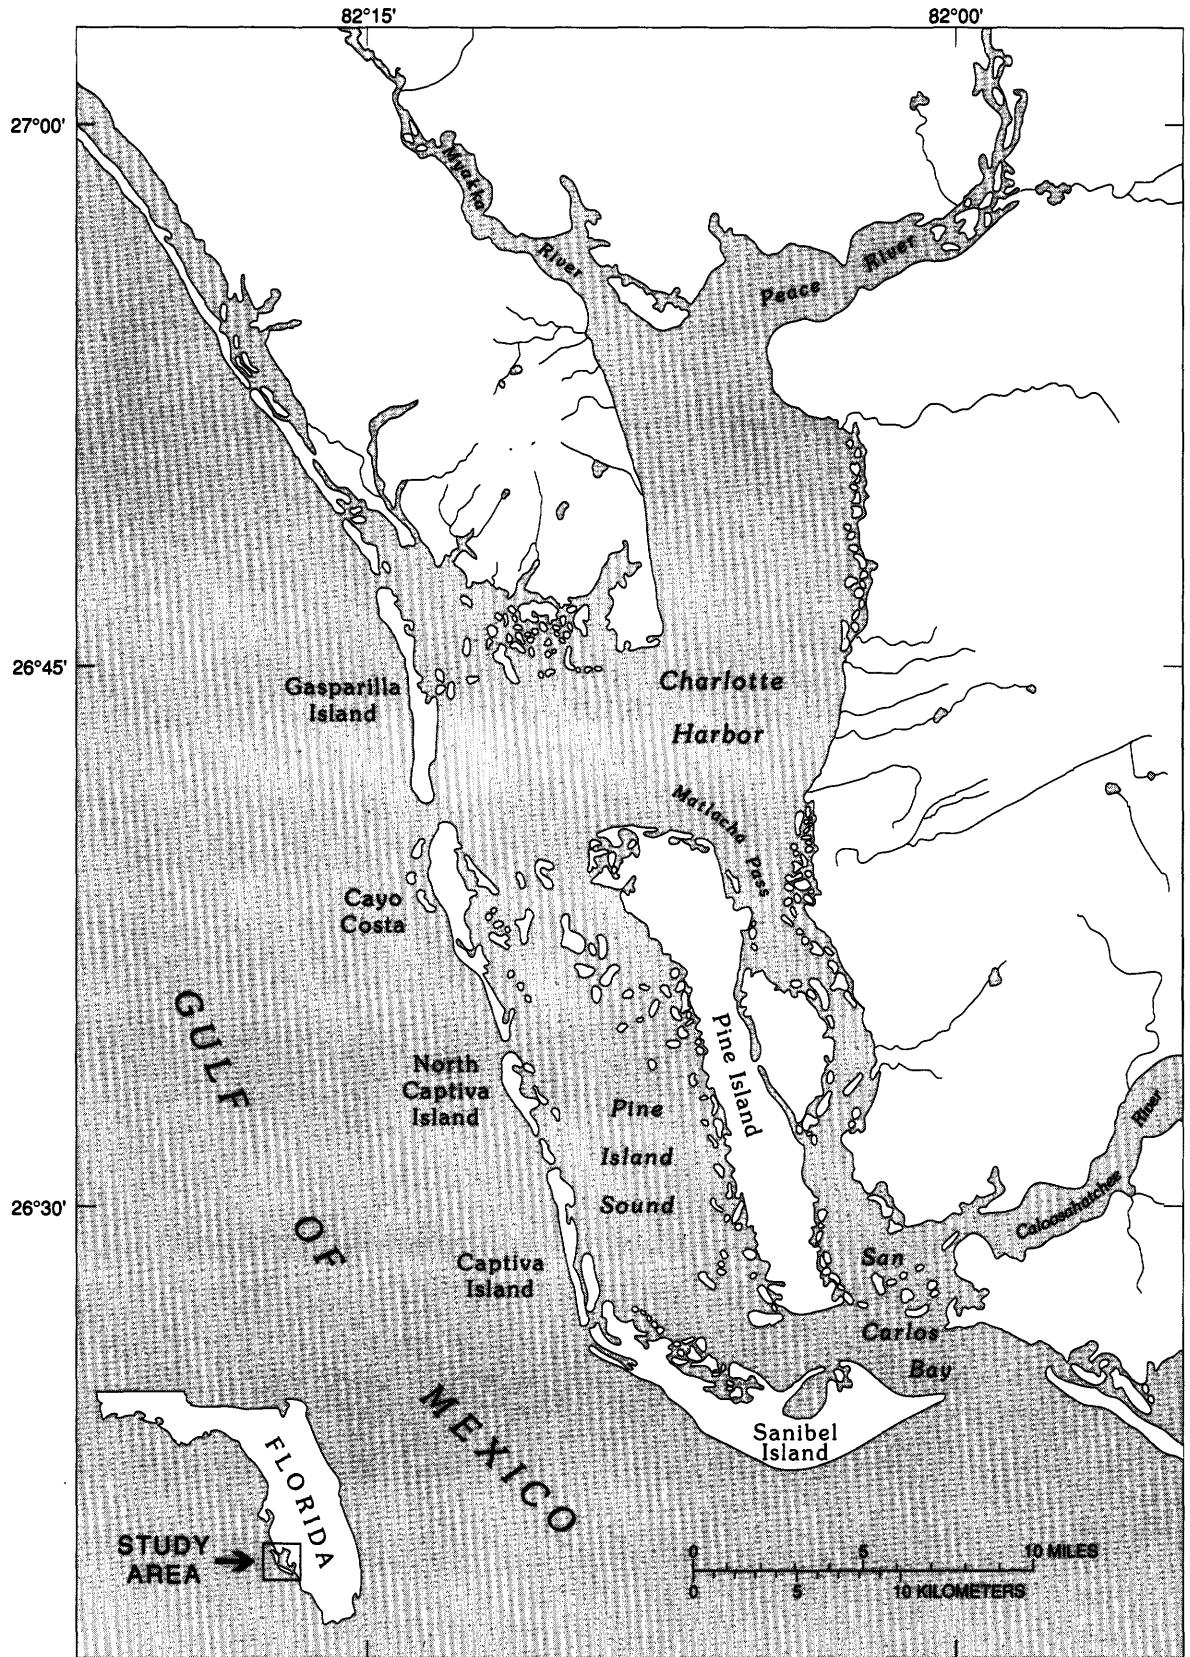 82°15'
82°00'
27°00'
Myakka
River
Peace
River
26°45'
Gasparilla
Island
Charlotte
Harbor
Matlacha Pass
Cayo
Costa
GULF
OF
MEXICO
Pine Island
North
Captiva
Island
Pine
Island
Sound
River
Caloosahatchee
26°30'
Captiva
Island
San
Carlos
Bay
Sanibel
Island
FLORIDA
STUDY
AREA
0 5 10 MILES
0 5 10 KILOMETERS